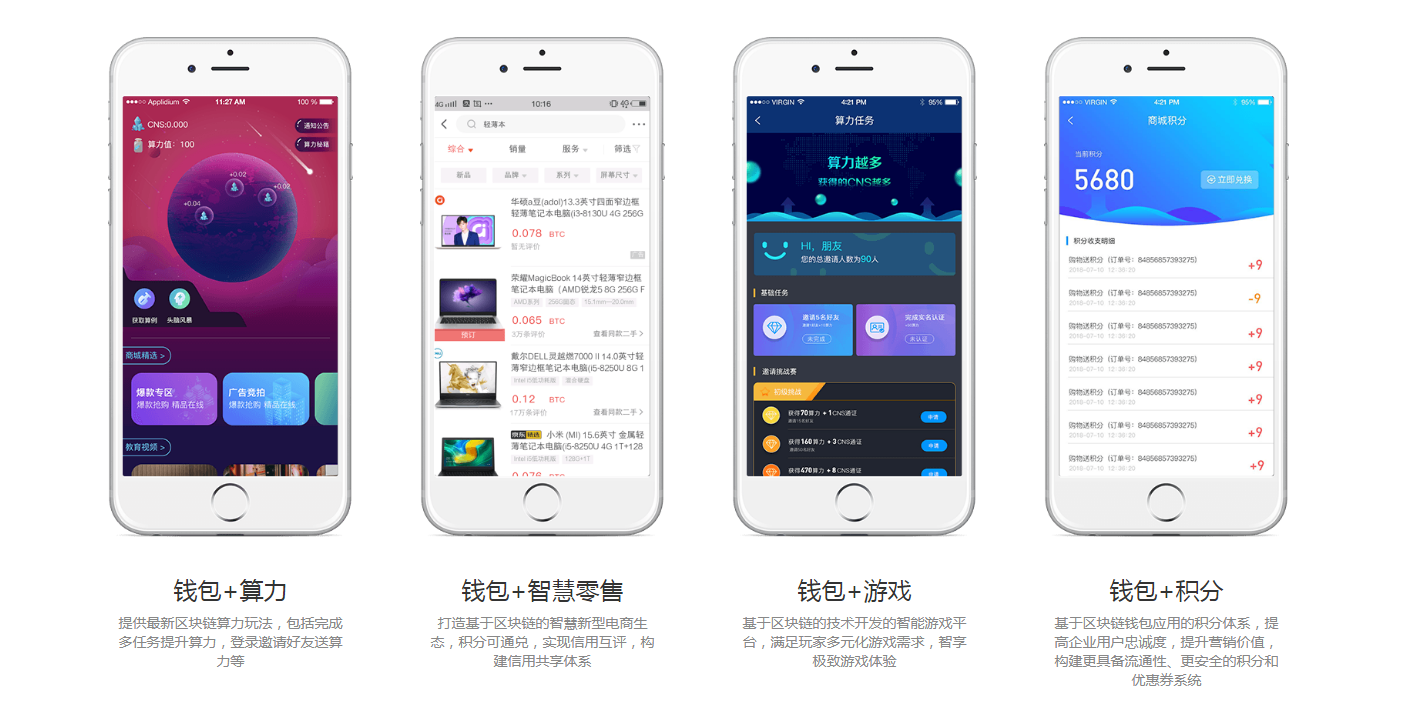 Applidium
11:27 AM
100 %
CNS:0.000
通知公告
算力值: 100
算力秘籍
+0.02
+0.02
+0.04
获取算例
头脑风暴
商城精选 >
爆款专区
爆款抢购 精品在线
广告竞拍
爆款抢购 精品在线
教育视频 >
4G
10:16
轻薄本
综合
销量
服务
筛选
新品
品牌
系列
屏幕尺寸
华硕a豆(adol)13.3英寸四面窄边框
轻薄笔记本电脑(i3-8130U 4G 256G
0.078 BTC
暂无评价
广告
荣耀MagicBook 14英寸轻薄窄边框
笔记本电脑（AMD锐龙5 8G 256G F
AMD系列 256G固态 15.1mm—20.0mm
0.065 BTC
预订
3万条评价
查看同款二手 >
戴尔DELL灵越燃7000 II 14.0英寸轻
薄窄边框笔记本电脑(i5-8250U 8G 1
Intel i5低功耗版 混合硬盘
0.12 BTC
17万条评价
查看同款二手 >
京东精选 小米 (MI) 15.6英寸 金属轻
薄笔记本电脑(i5-8250U 4G 1T+128
Intel i5低功耗版 128G+1T
0.076 BTC
VIRGIN
4:21 PM
95%
算力任务
算力越多
获得的CNS越多
HI，朋友
您的总邀请人数为90人
基础任务
邀请5名好友
未完成
完成实名认证
未认证
邀请挑战赛
初级挑战
获得70算力 + 1CNS通证
邀请15名好友
申请
获得160算力 + 3 CNS通证
邀请50名好友
申请
获得470算力 + 8 CNS通证
申请
VIRGIN
4:21 PM
95%
商城积分
当前积分
5680
立即兑换
积分收支明细
购物送积分（订单号：84856857393275)
2018-07-10 12:36:20
+9
购物送积分（订单号：84856857393275)
2018-07-10 12:36:20
-9
购物送积分（订单号：84856857393275)
2018-07-10 12:36:20
+9
购物送积分（订单号：84856857393275)
2018-07-10 12:36:20
+9
购物送积分（订单号：84856857393275)
2018-07-10 12:36:20
+9
购物送积分（订单号：84856857393275)
2018-07-10 12:36:20
+9
购物送积分（订单号：84856857393275)
2018-07-10 12:36:20
+9
钱包+算力
提供最新区块链算力玩法，包括完成
多任务提升算力，登录邀请好友送算
力等
钱包+智慧零售
打造基于区块链的智慧新型电商生
态，积分可通兑，实现信用互评，构
建信用共享体系
钱包+游戏
基于区块链的技术开发的智能游戏平
台，满足玩家多元化游戏需求，智享
极致游戏体验
钱包+积分
基于区块链钱包应用的积分体系，提
高企业用户忠诚度，提升营销价值，
构建更具备流通性、更安全的积分和
优惠券系统